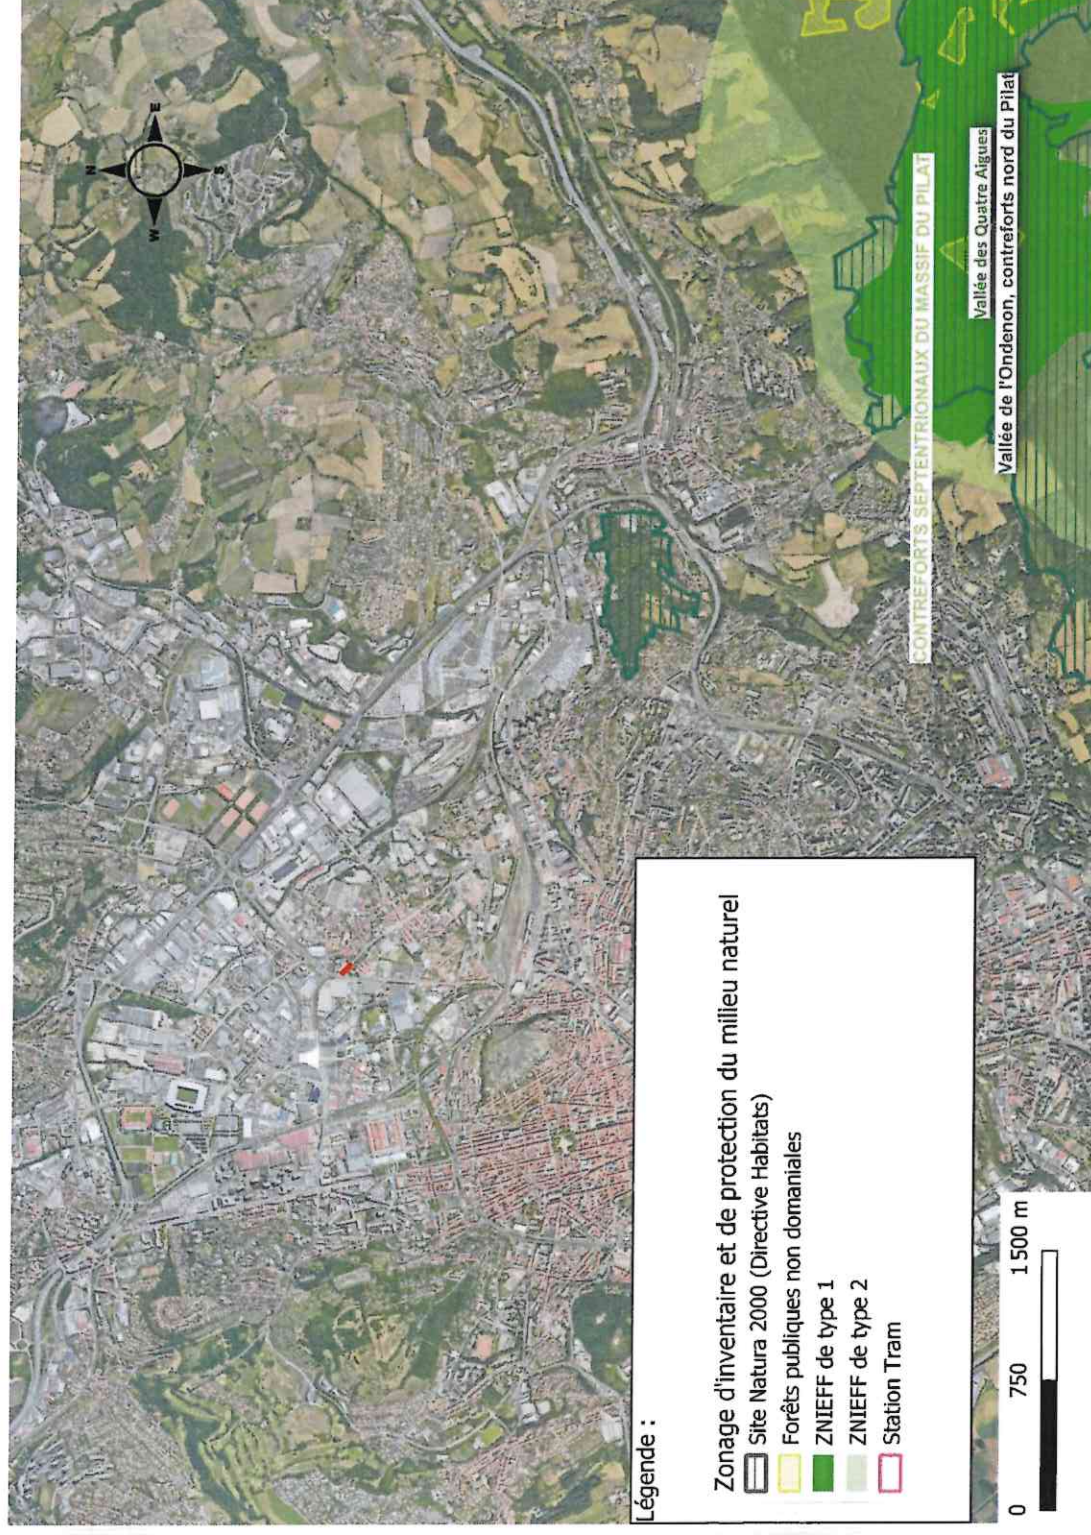 N
W
E
S
CONTREFORTS SEPTENTRIONAUX DU MASSIF DU PILAT
Vallée des Quatre Aigues
Vallée de l'Ondenon, contreforts nord du Pilat
Légende :
Zonage d'inventaire et de protection du milieu naturel
Site Natura 2000 (Directive Habitats)
Forêts publiques non domaniales
ZNIEFF de type 1
ZNIEFF de type 2
Station Tram
0
750
1500 m